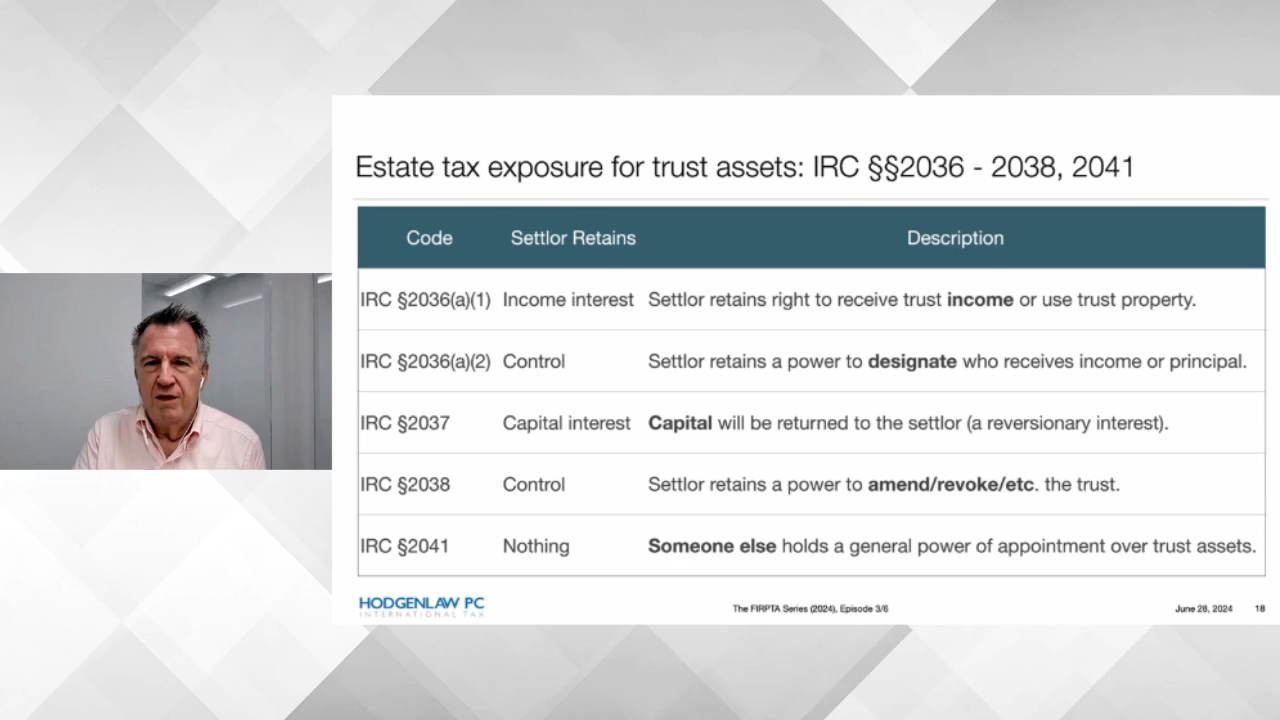 Estate tax exposure for trust assets: IRC §§2036 - 2038, 2041
Code Settlor Retains Description
IRC §2036(a)(1) Income interest Settlor retains right to receive trust income or use trust property.
IRC §2036(a)(2) Control Settlor retains a power to designate who receives income or principal.
IRC §2037 Capital interest Capital will be returned to the settlor (a reversionary interest).
IRC §2038 Control Settlor retains a power to amend/revoke/etc. the trust.
IRC §2041 Nothing Someone else holds a general power of appointment over trust assets.
HODGENLAW PC
INTERNATIONAL TAX
The FIRPTA Series (2024), Episode 3/6
June 28, 2024 18